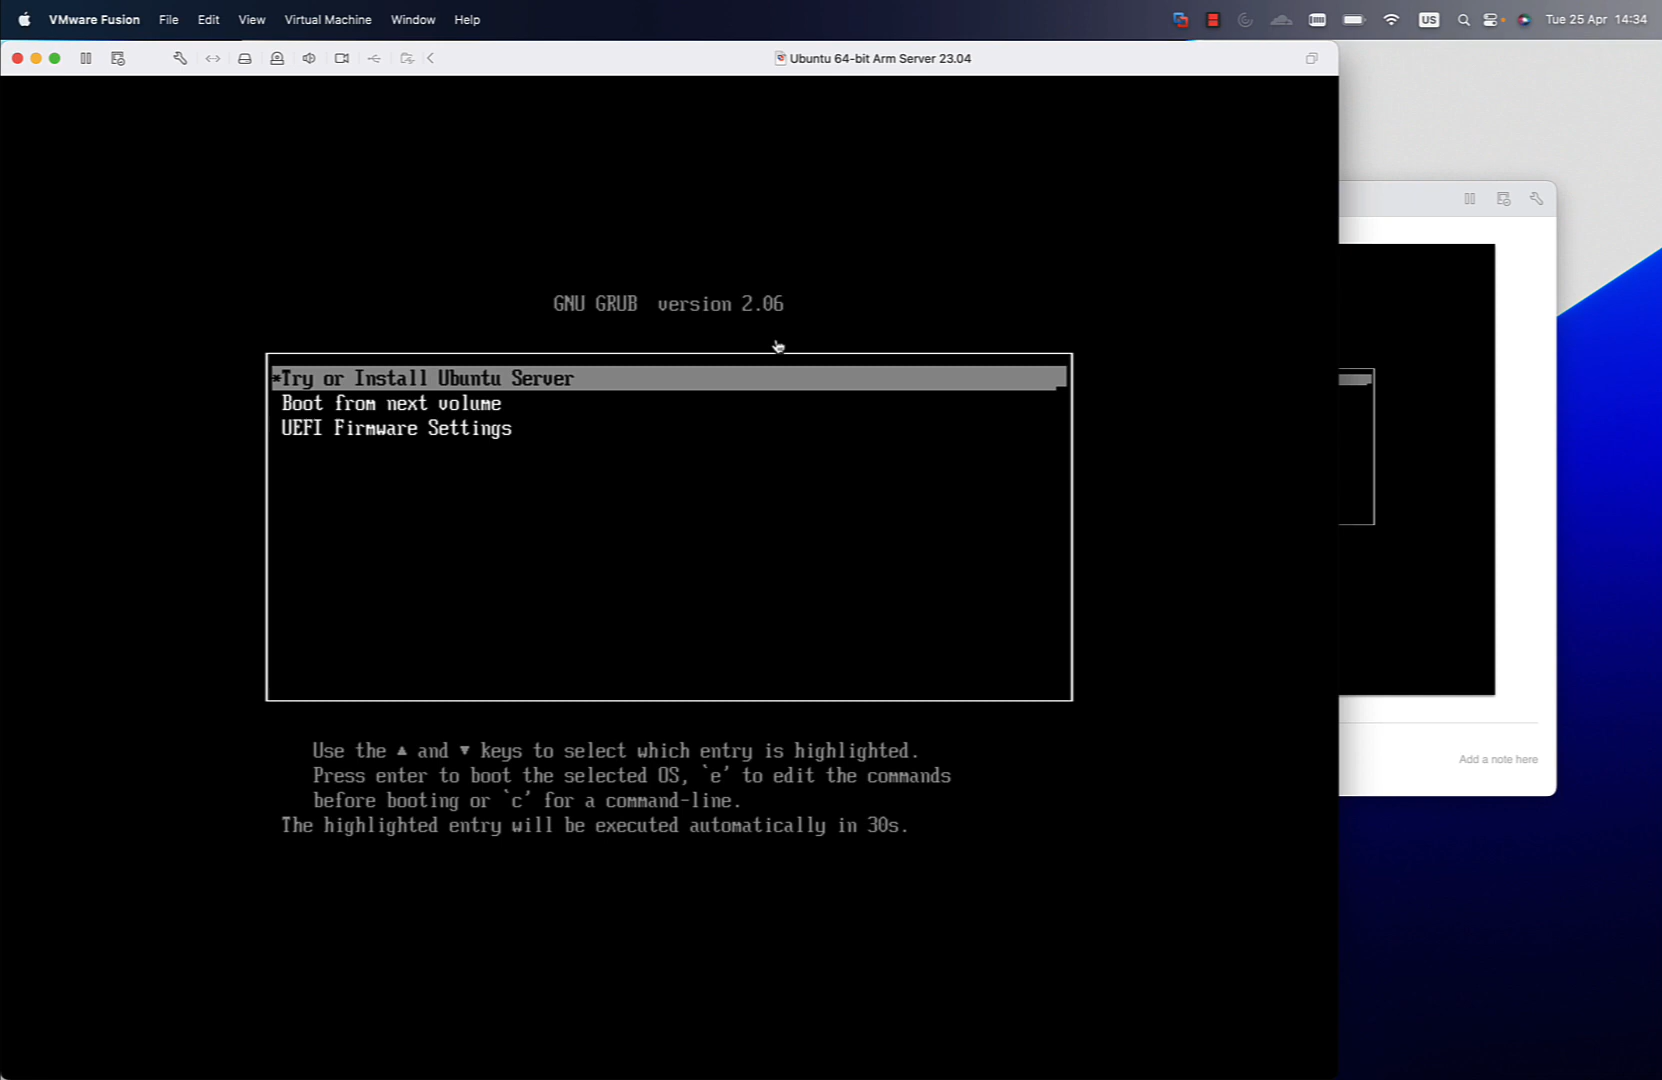 VMware Fusion File Edit View Virtual Machine Window Help US Tue 25 Apr 14:34
Ubuntu 64-bit Arm Server 23.04
GNU GRUB version 2.06
*Try or Install Ubuntu Server
Boot from next volume
UEFI Firmware Settings
Use the ▲ and ▼ keys to select which entry is highlighted.
Press enter to boot the selected OS, `e' to edit the commands
before booting or `c' for a command-line.
The highlighted entry will be executed automatically in 30s.
Add a note here